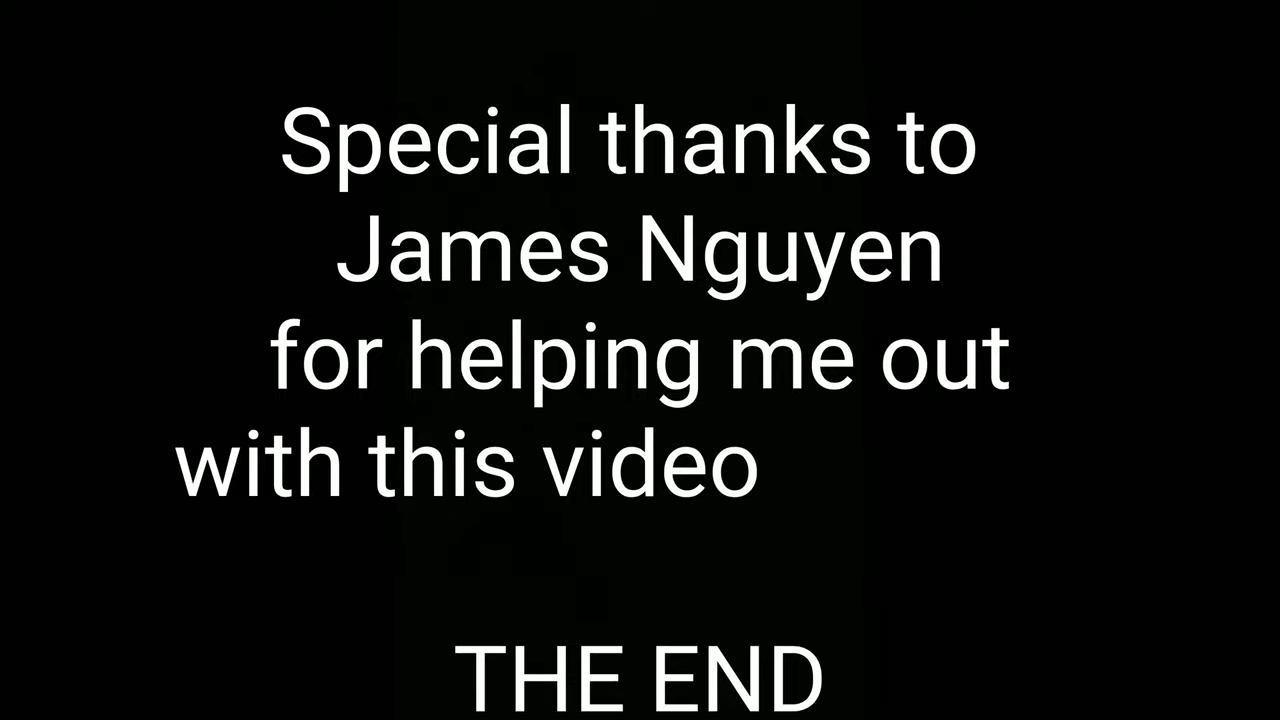 Special thanks to
James Nguyen
for helping me out
with this video
THE END